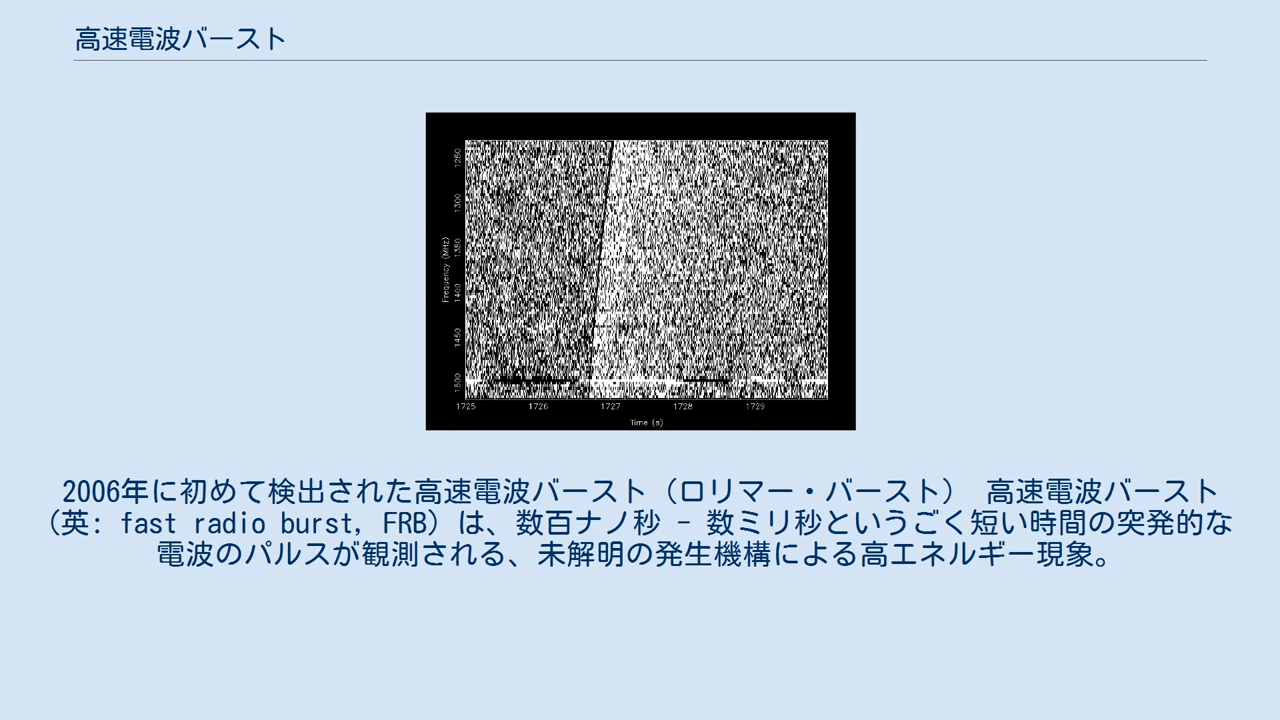 高速電波バースト
1250
1300
1350
1400
1450
1500
Frequency (MHz)
1725 1726 1727 1728 1729
Time (s)
2006年に初めて検出された高速電波バースト（ロリマー・バースト） 高速電波バースト
（英: fast radio burst, FRB）は、数百ナノ秒 - 数ミリ秒というごく短い時間の突発的な
電波のパルスが観測される、未解明の発生機構による高エネルギー現象。